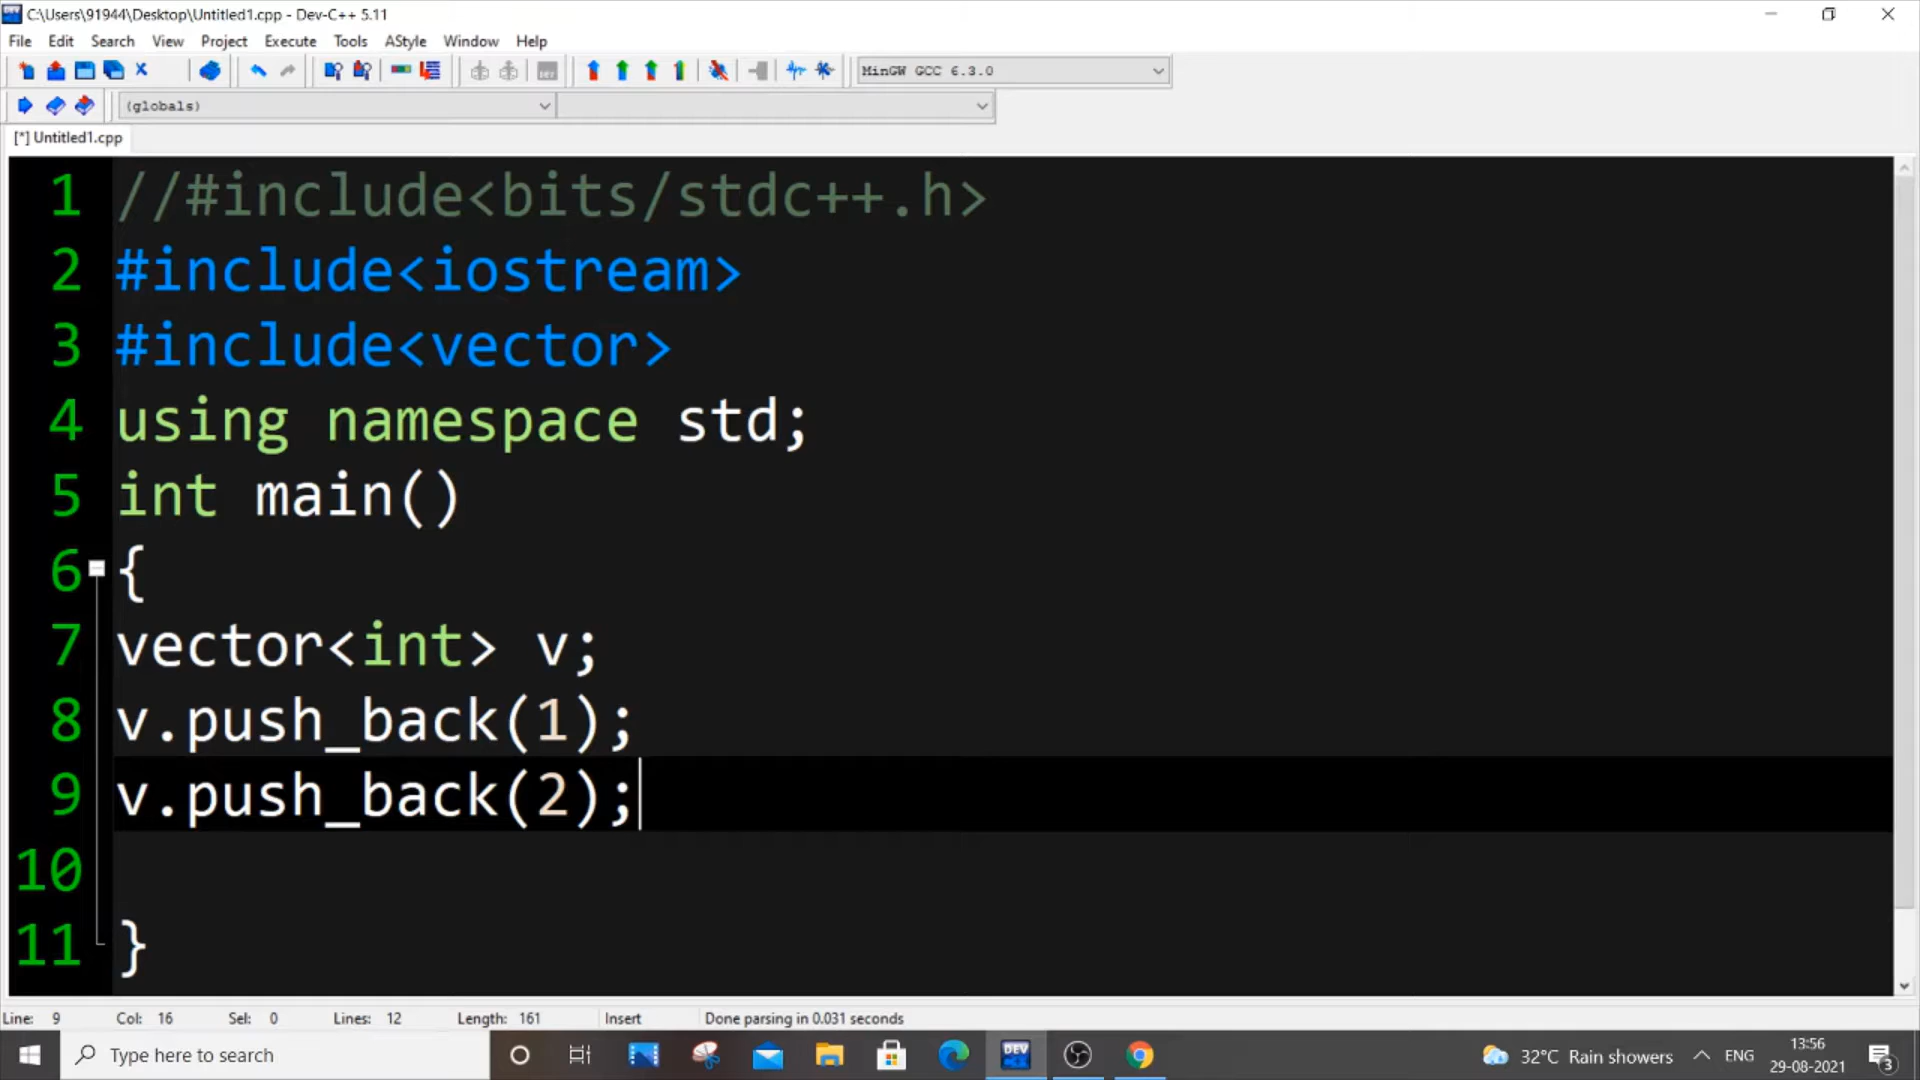 C:\Users\91944\Desktop\Untitled1.cpp - Dev-C++ 5.11
File Edit Search View Project Execute Tools AStyle Window Help
MinGW GCC 6.3.0
(globals)
[*] Untitled1.cpp
1 //#include<bits/stdc++.h>
2 #include<iostream>
3 #include<vector>
4 using namespace std;
5 int main()
6 {
7 vector<int> v;
8 v.push_back(1);
9 v.push_back(2);
10
11 }
Line: 9 Col: 16 Sel: 0 Lines: 12 Length: 161 Insert Done parsing in 0.031 seconds
Type here to search
DEV
32°C Rain showers
ENG
13:56
29-08-2021
3